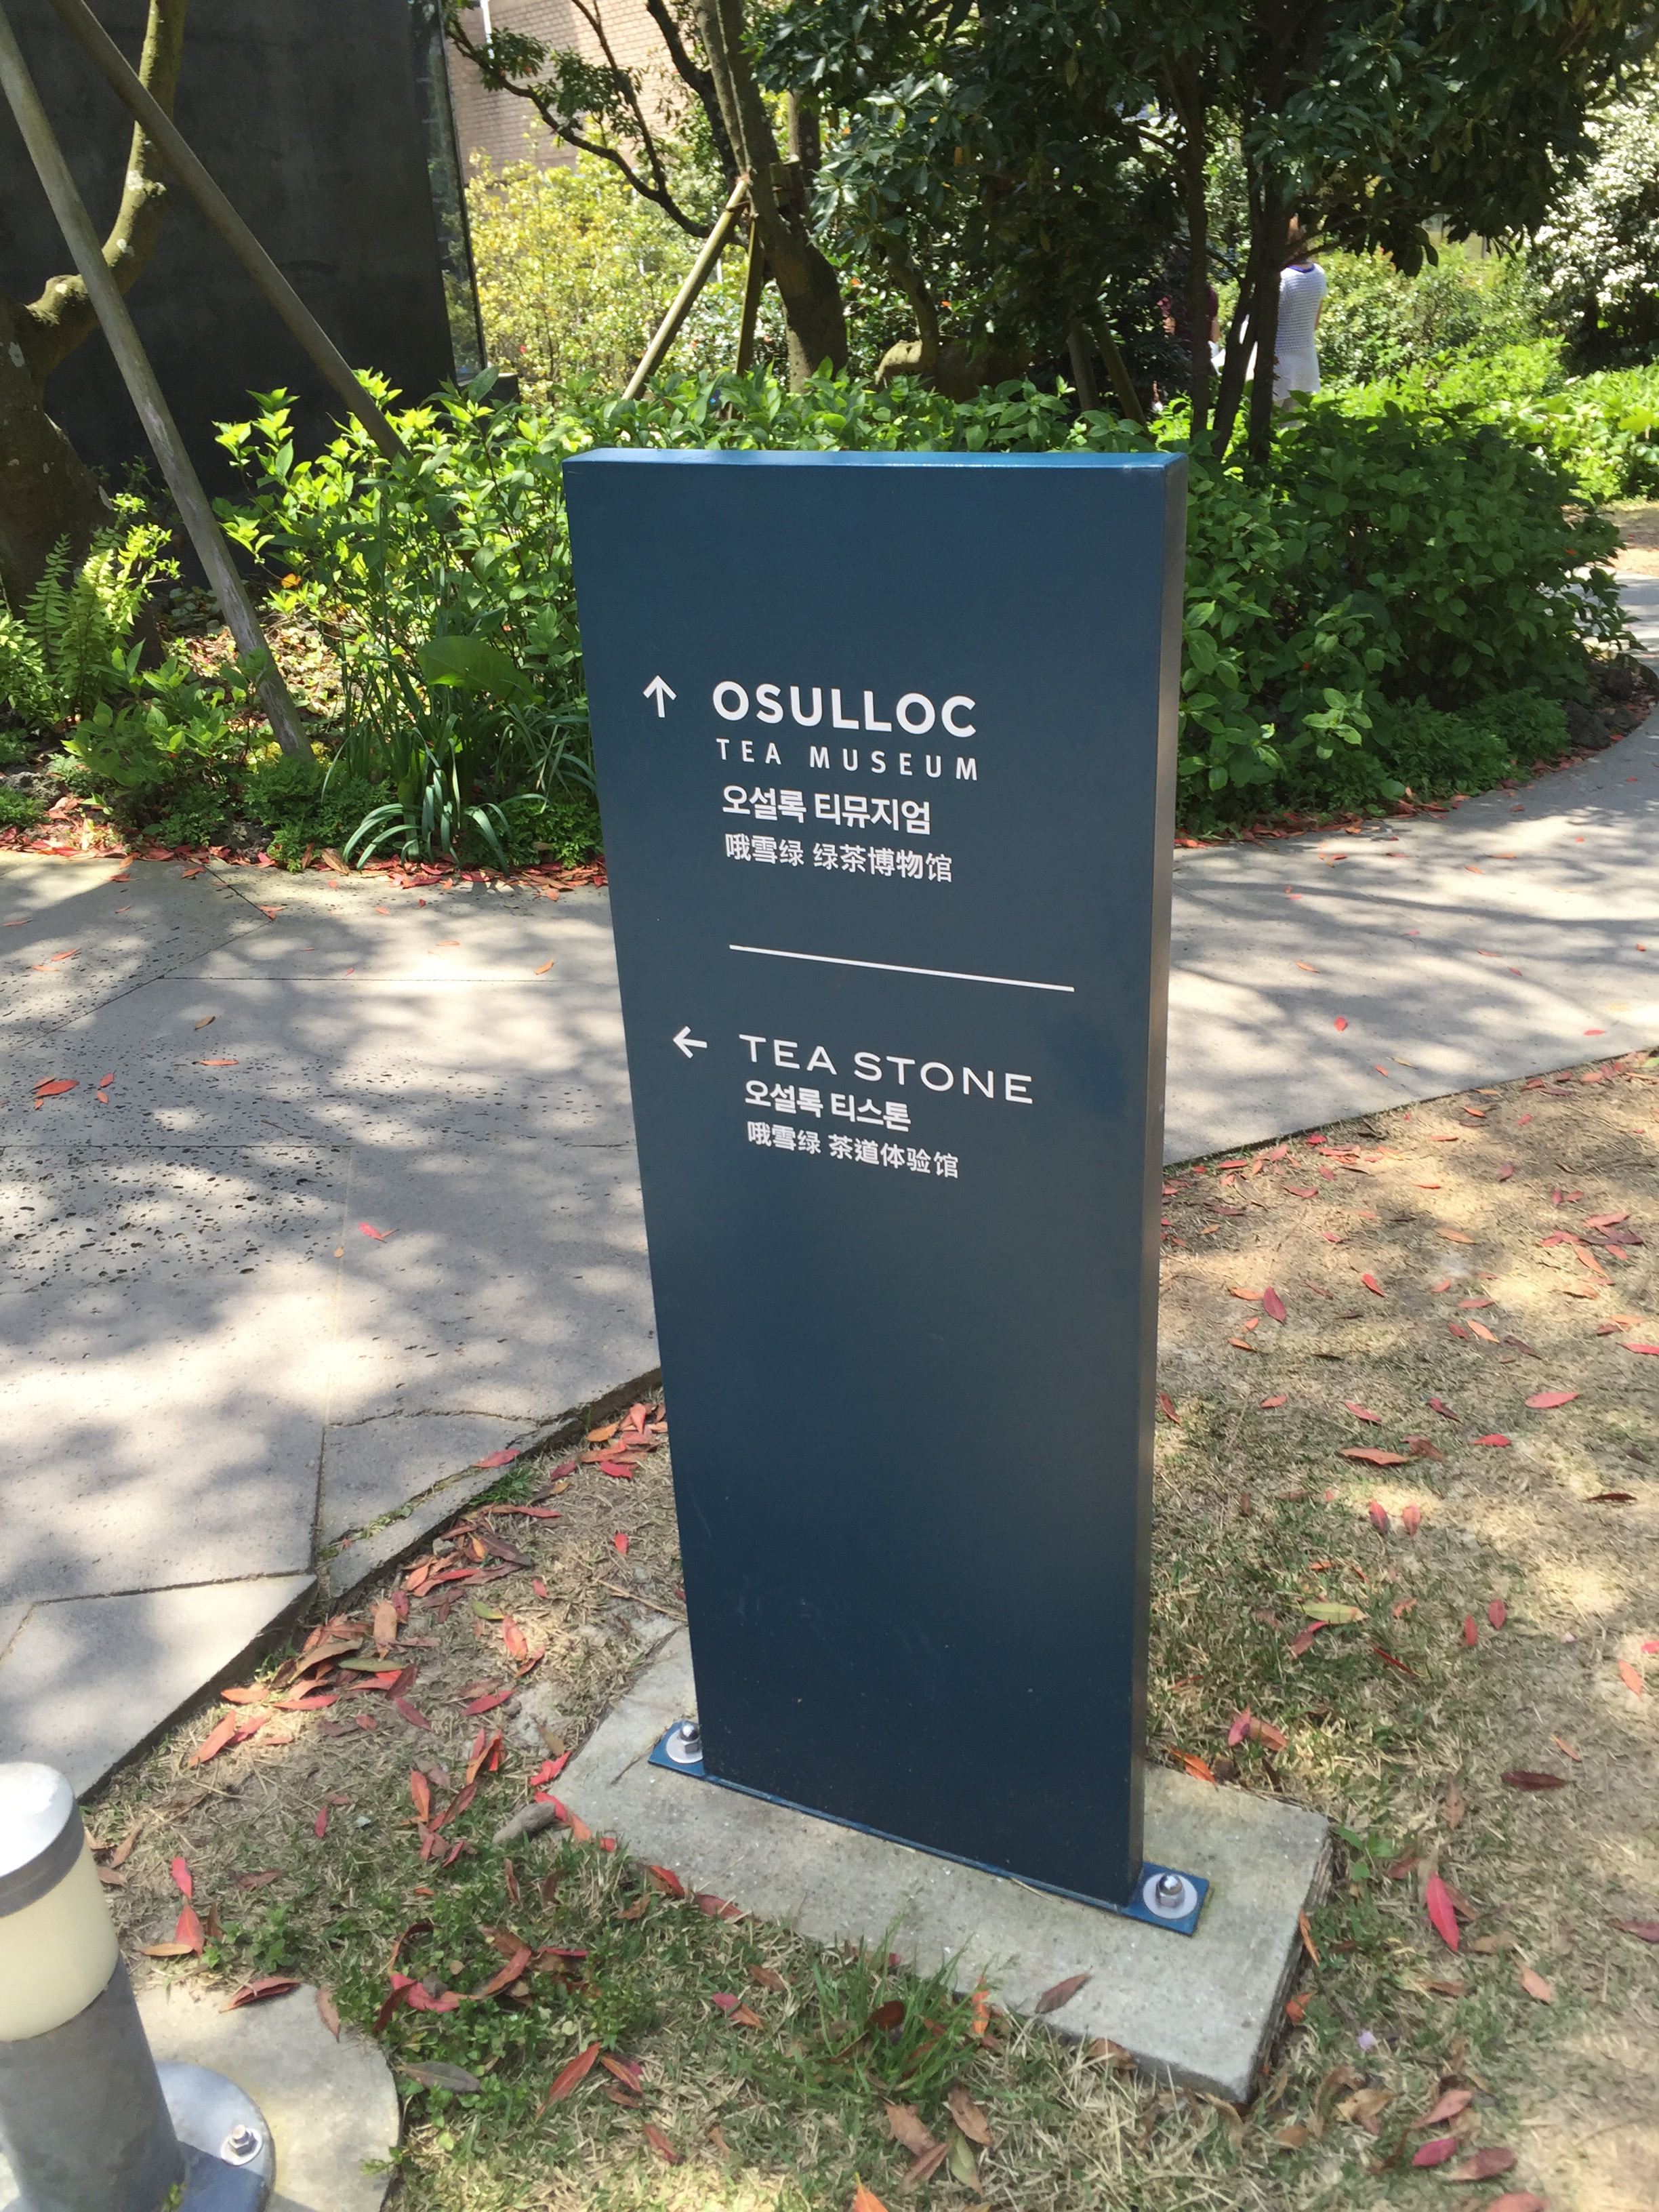 ↑ OSULLOC
TEA MUSEUM
오설록 티뮤지엄
哦雪绿 绿茶博物馆
← TEA STONE
오설록 티스톤
哦雪绿 茶道体验馆